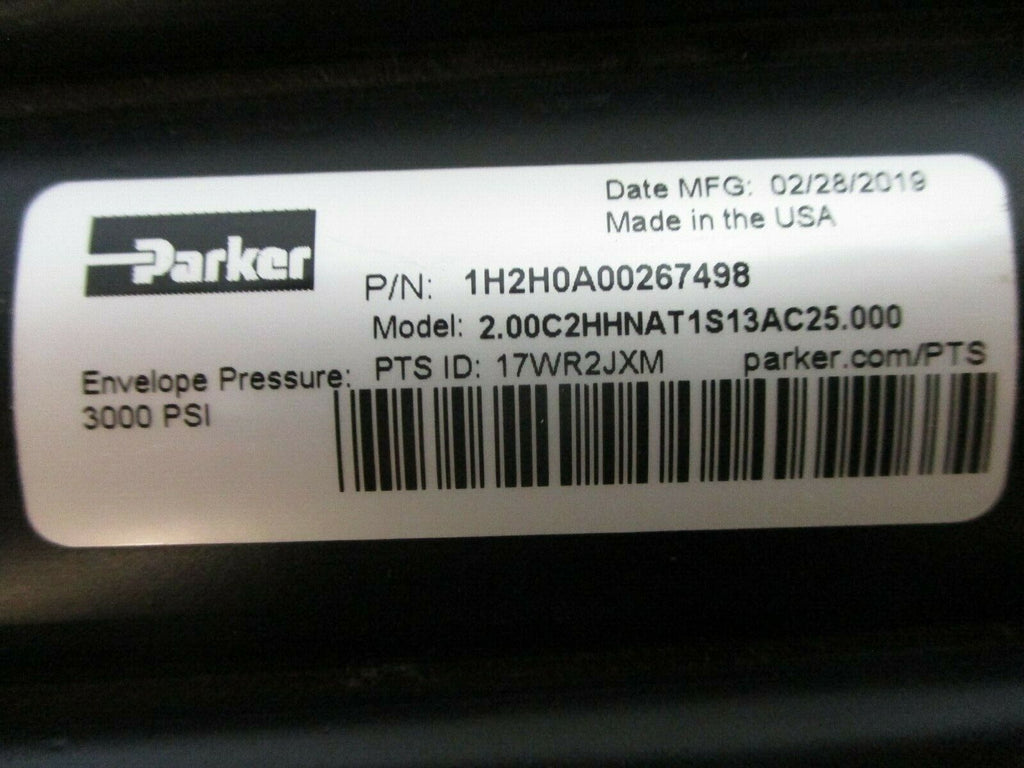 Date MFG: 02/28/2019
Made in the USA
Parker
P/N: 1H2H0A00267498
Model: 2.00C2HHNAT1S13AC25.000
PTS ID: 17WR2JXM parker.com/PTS
Envelope Pressure:
3000 PSI